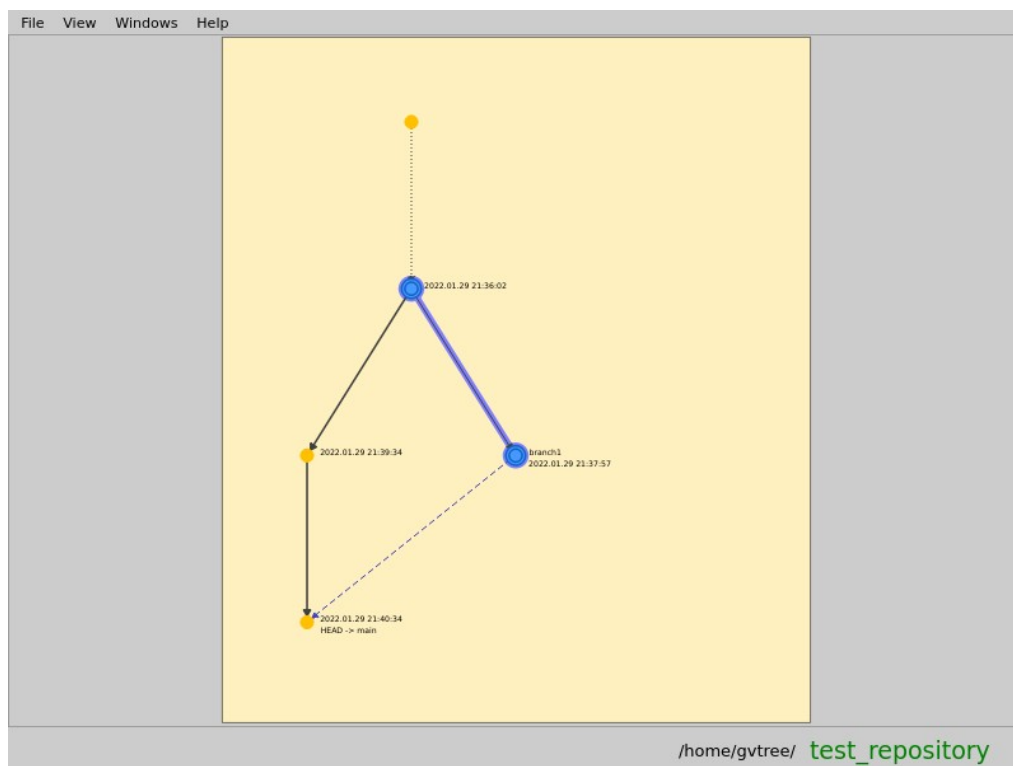 File View Windows Help
2022.01.29 21:36:02
2022.01.29 21:39:34
branch1
2022.01.29 21:37:57
2022.01.29 21:40:34
HEAD -> main
/home/gvtree/ test_repository